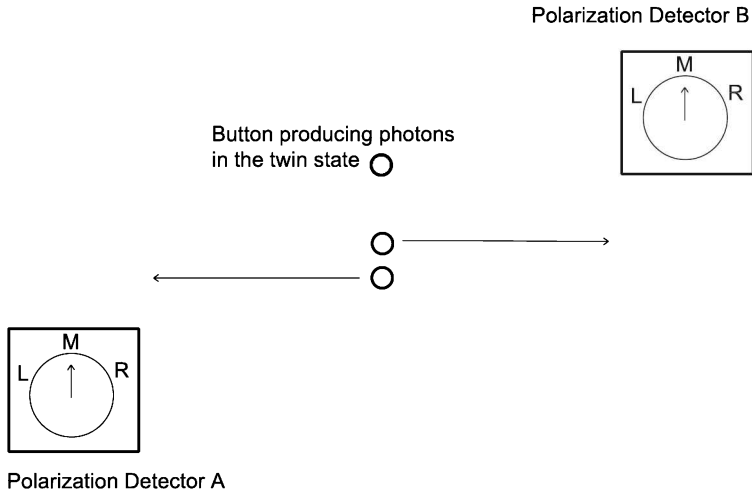 Polarization Detector B
M
L R
Button producing photons
in the twin state
M
L R
Polarization Detector A